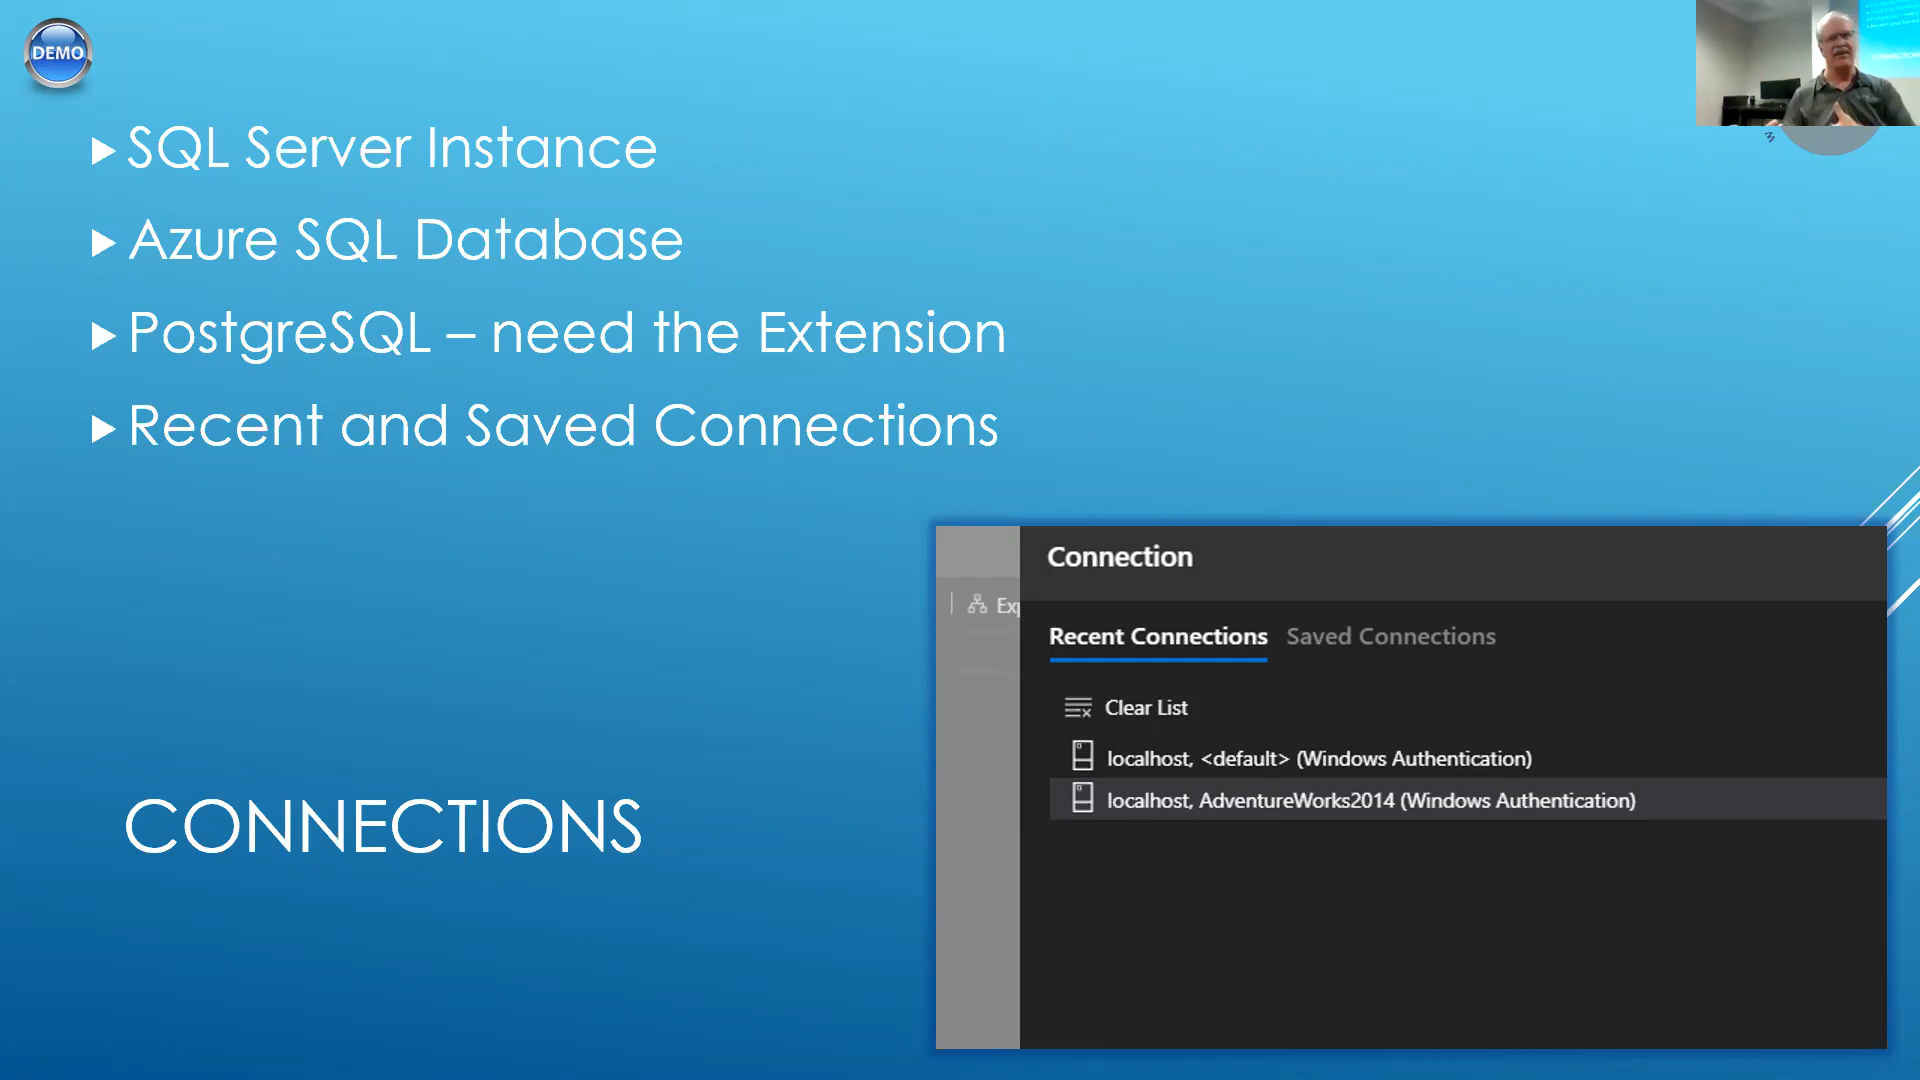 DEMO
SQL Server Instance
Azure SQL Database
PostgreSQL – need the Extension
Recent and Saved Connections
CONNECTIONS
Connection
Exp
Recent Connections Saved Connections
Clear List
localhost, <default> (Windows Authentication)
localhost, AdventureWorks2014 (Windows Authentication)